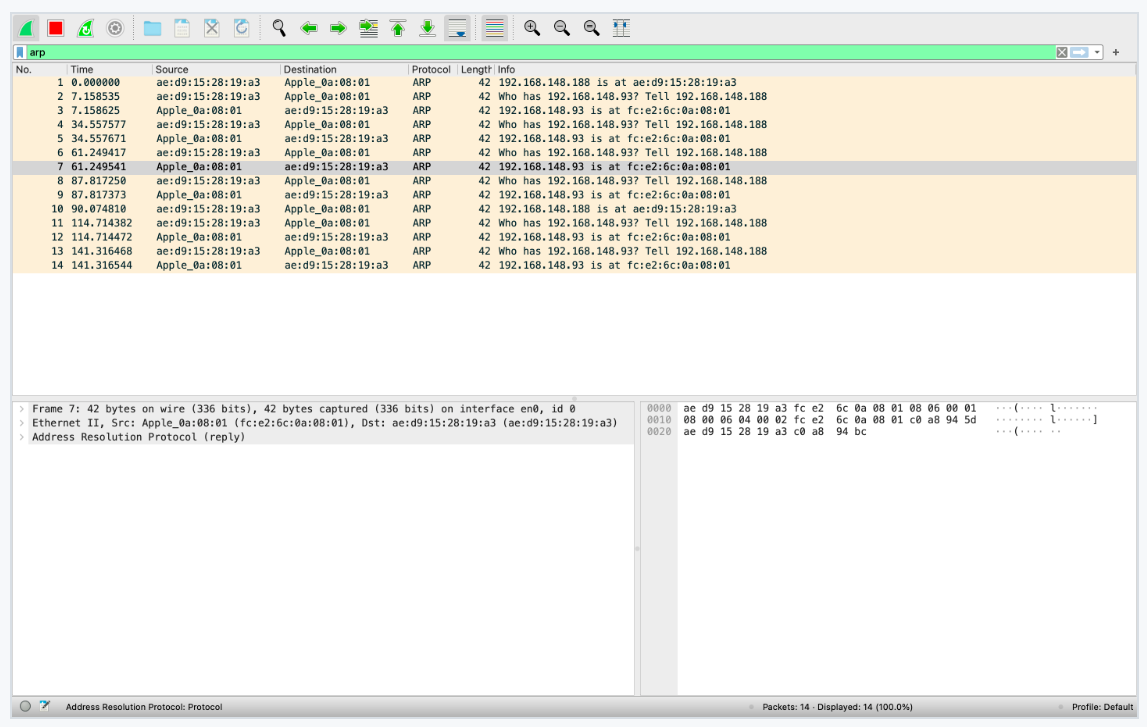 arp
No. Time Source Destination Protocol Length Info
1 0.000000 ae:d9:15:28:19:a3 Apple_0a:08:01 ARP 42 192.168.148.188 is at ae:d9:15:28:19:a3
2 7.158535 ae:d9:15:28:19:a3 Apple_0a:08:01 ARP 42 Who has 192.168.148.93? Tell 192.168.148.188
3 7.158625 Apple_0a:08:01 ae:d9:15:28:19:a3 ARP 42 192.168.148.93 is at fc:e2:6c:0a:08:01
4 34.557577 ae:d9:15:28:19:a3 Apple_0a:08:01 ARP 42 Who has 192.168.148.93? Tell 192.168.148.188
5 34.557671 Apple_0a:08:01 ae:d9:15:28:19:a3 ARP 42 192.168.148.93 is at fc:e2:6c:0a:08:01
6 61.249417 ae:d9:15:28:19:a3 Apple_0a:08:01 ARP 42 Who has 192.168.148.93? Tell 192.168.148.188
7 61.249541 Apple_0a:08:01 ae:d9:15:28:19:a3 ARP 42 192.168.148.93 is at fc:e2:6c:0a:08:01
8 87.817250 ae:d9:15:28:19:a3 Apple_0a:08:01 ARP 42 Who has 192.168.148.93? Tell 192.168.148.188
9 87.817373 Apple_0a:08:01 ae:d9:15:28:19:a3 ARP 42 192.168.148.93 is at fc:e2:6c:0a:08:01
10 90.074810 ae:d9:15:28:19:a3 Apple_0a:08:01 ARP 42 192.168.148.188 is at ae:d9:15:28:19:a3
11 114.714382 ae:d9:15:28:19:a3 Apple_0a:08:01 ARP 42 Who has 192.168.148.93? Tell 192.168.148.188
12 114.714472 Apple_0a:08:01 ae:d9:15:28:19:a3 ARP 42 192.168.148.93 is at fc:e2:6c:0a:08:01
13 141.316468 ae:d9:15:28:19:a3 Apple_0a:08:01 ARP 42 Who has 192.168.148.93? Tell 192.168.148.188
14 141.316544 Apple_0a:08:01 ae:d9:15:28:19:a3 ARP 42 192.168.148.93 is at fc:e2:6c:0a:08:01
Frame 7: 42 bytes on wire (336 bits), 42 bytes captured (336 bits) on interface en0, id 0
Ethernet II, Src: Apple_0a:08:01 (fc:e2:6c:0a:08:01), Dst: ae:d9:15:28:19:a3 (ae:d9:15:28:19:a3)
Address Resolution Protocol (reply)
0000 ae d9 15 28 19 a3 fc e2 6c 0a 08 01 08 06 00 01 ···(···· l·······
0010 08 00 06 04 00 02 fc e2 6c 0a 08 01 c0 a8 94 5d ········ l······]
0020 ae d9 15 28 19 a3 c0 a8 94 bc ···(···· ··
Address Resolution Protocol: Protocol
Packets: 14 · Displayed: 14 (100.0%)
Profile: Default